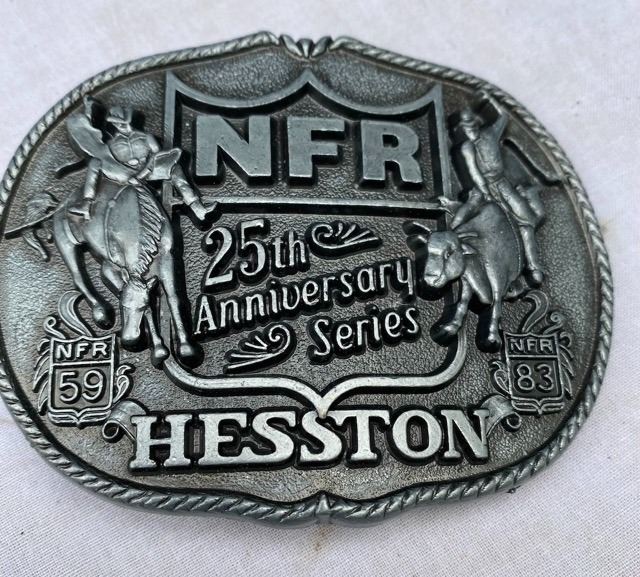 NFR
25th
Anniversary
Series
NFR
59
NFR
83
HESSTON